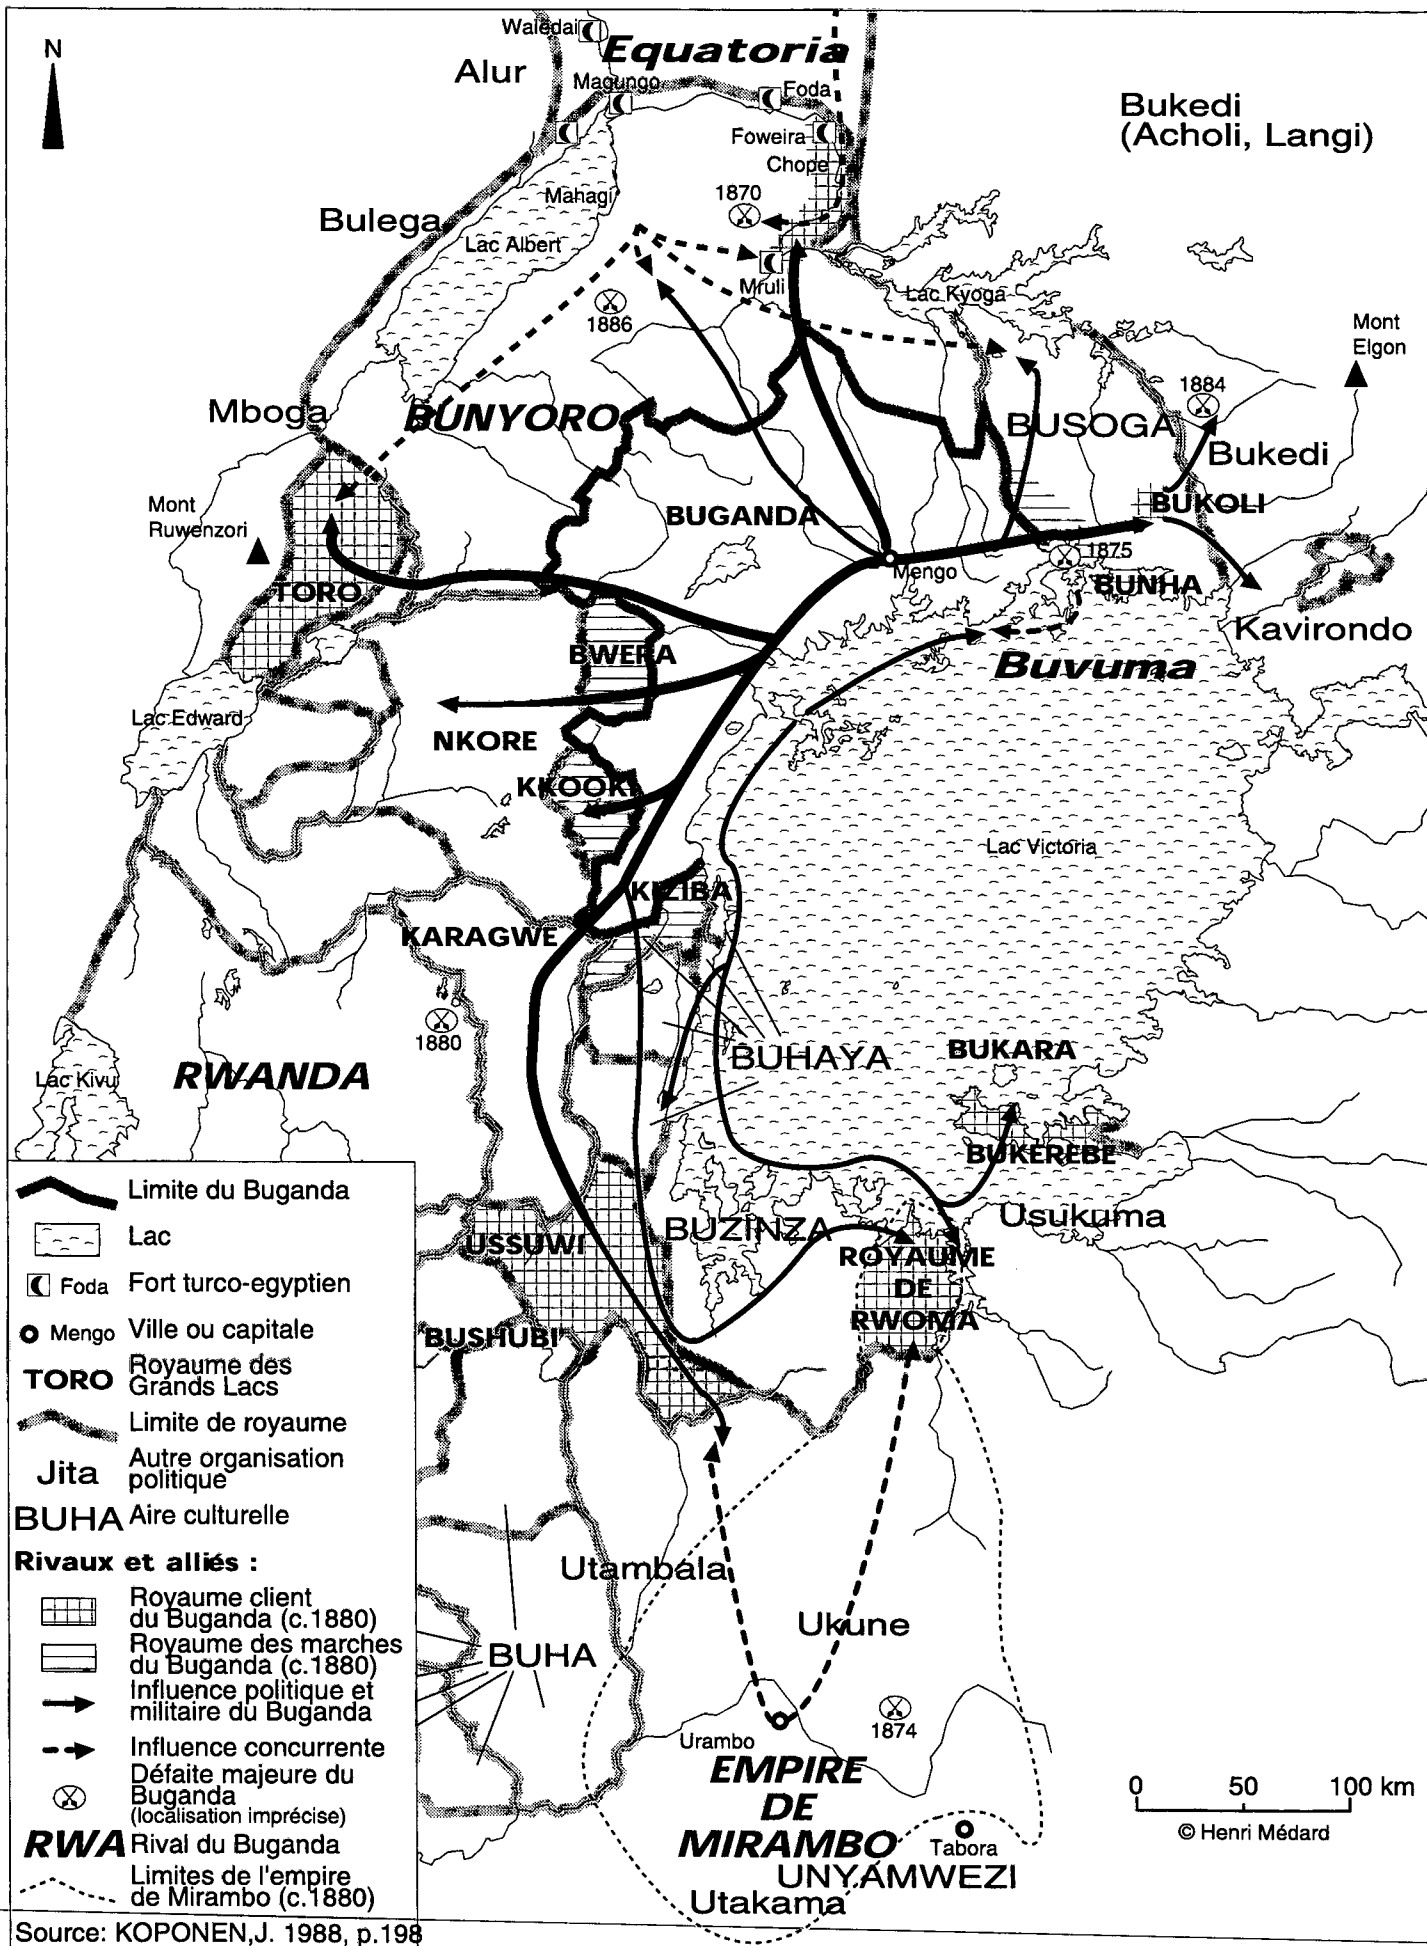 N
Waledai
Equatoria
Alur
Magungo
Foda
Bukedi
(Acholi, Langi)
Foweira
Chope
Mahagi
1870
Bulega
Lac Albert
Mruli
Lac Kyoga
1886
Mont
Elgon
1884
Mboga
BUNYORO
BUSOGA
Bukedi
Mont
Ruwenzori
BUGANDA
BUKOLI
1875
Mengo
BUNHA
TORO
Kavirondo
BWERA
Buvuma
Lac Edward
NKORE
KKOOKI
Lac Victoria
KIZIBA
KARAGWE
1880
BUHAYA
BUKARA
RWANDA
Lac Kivu
BUKEREBE
Usukuma
BUZINZA
USSUWI
ROYAUME
DE
RWOMA
BUSHUBI
Utambala
Ukune
BUHA
1874
Urambo
EMPIRE
DE
MIRAMBO
Tabora
UNYAMWEZI
Utakama
0 50 100 km
© Henri Médard
Limite du Buganda
Lac
Foda Fort turco-egyptien
Mengo Ville ou capitale
TORO Royaume des
Grands Lacs
Limite de royaume
Jita Autre organisation
politique
BUHA Aire culturelle
Rivaux et alliés :
Royaume client
du Buganda (c.1880)
Royaume des marches
du Buganda (c.1880)
Influence politique et
militaire du Buganda
Influence concurrente
Défaite majeure du
Buganda
(localisation imprécise)
RWA Rival du Buganda
Limites de l'empire
de Mirambo (c.1880)
Source: KOPONEN,J. 1988, p.198